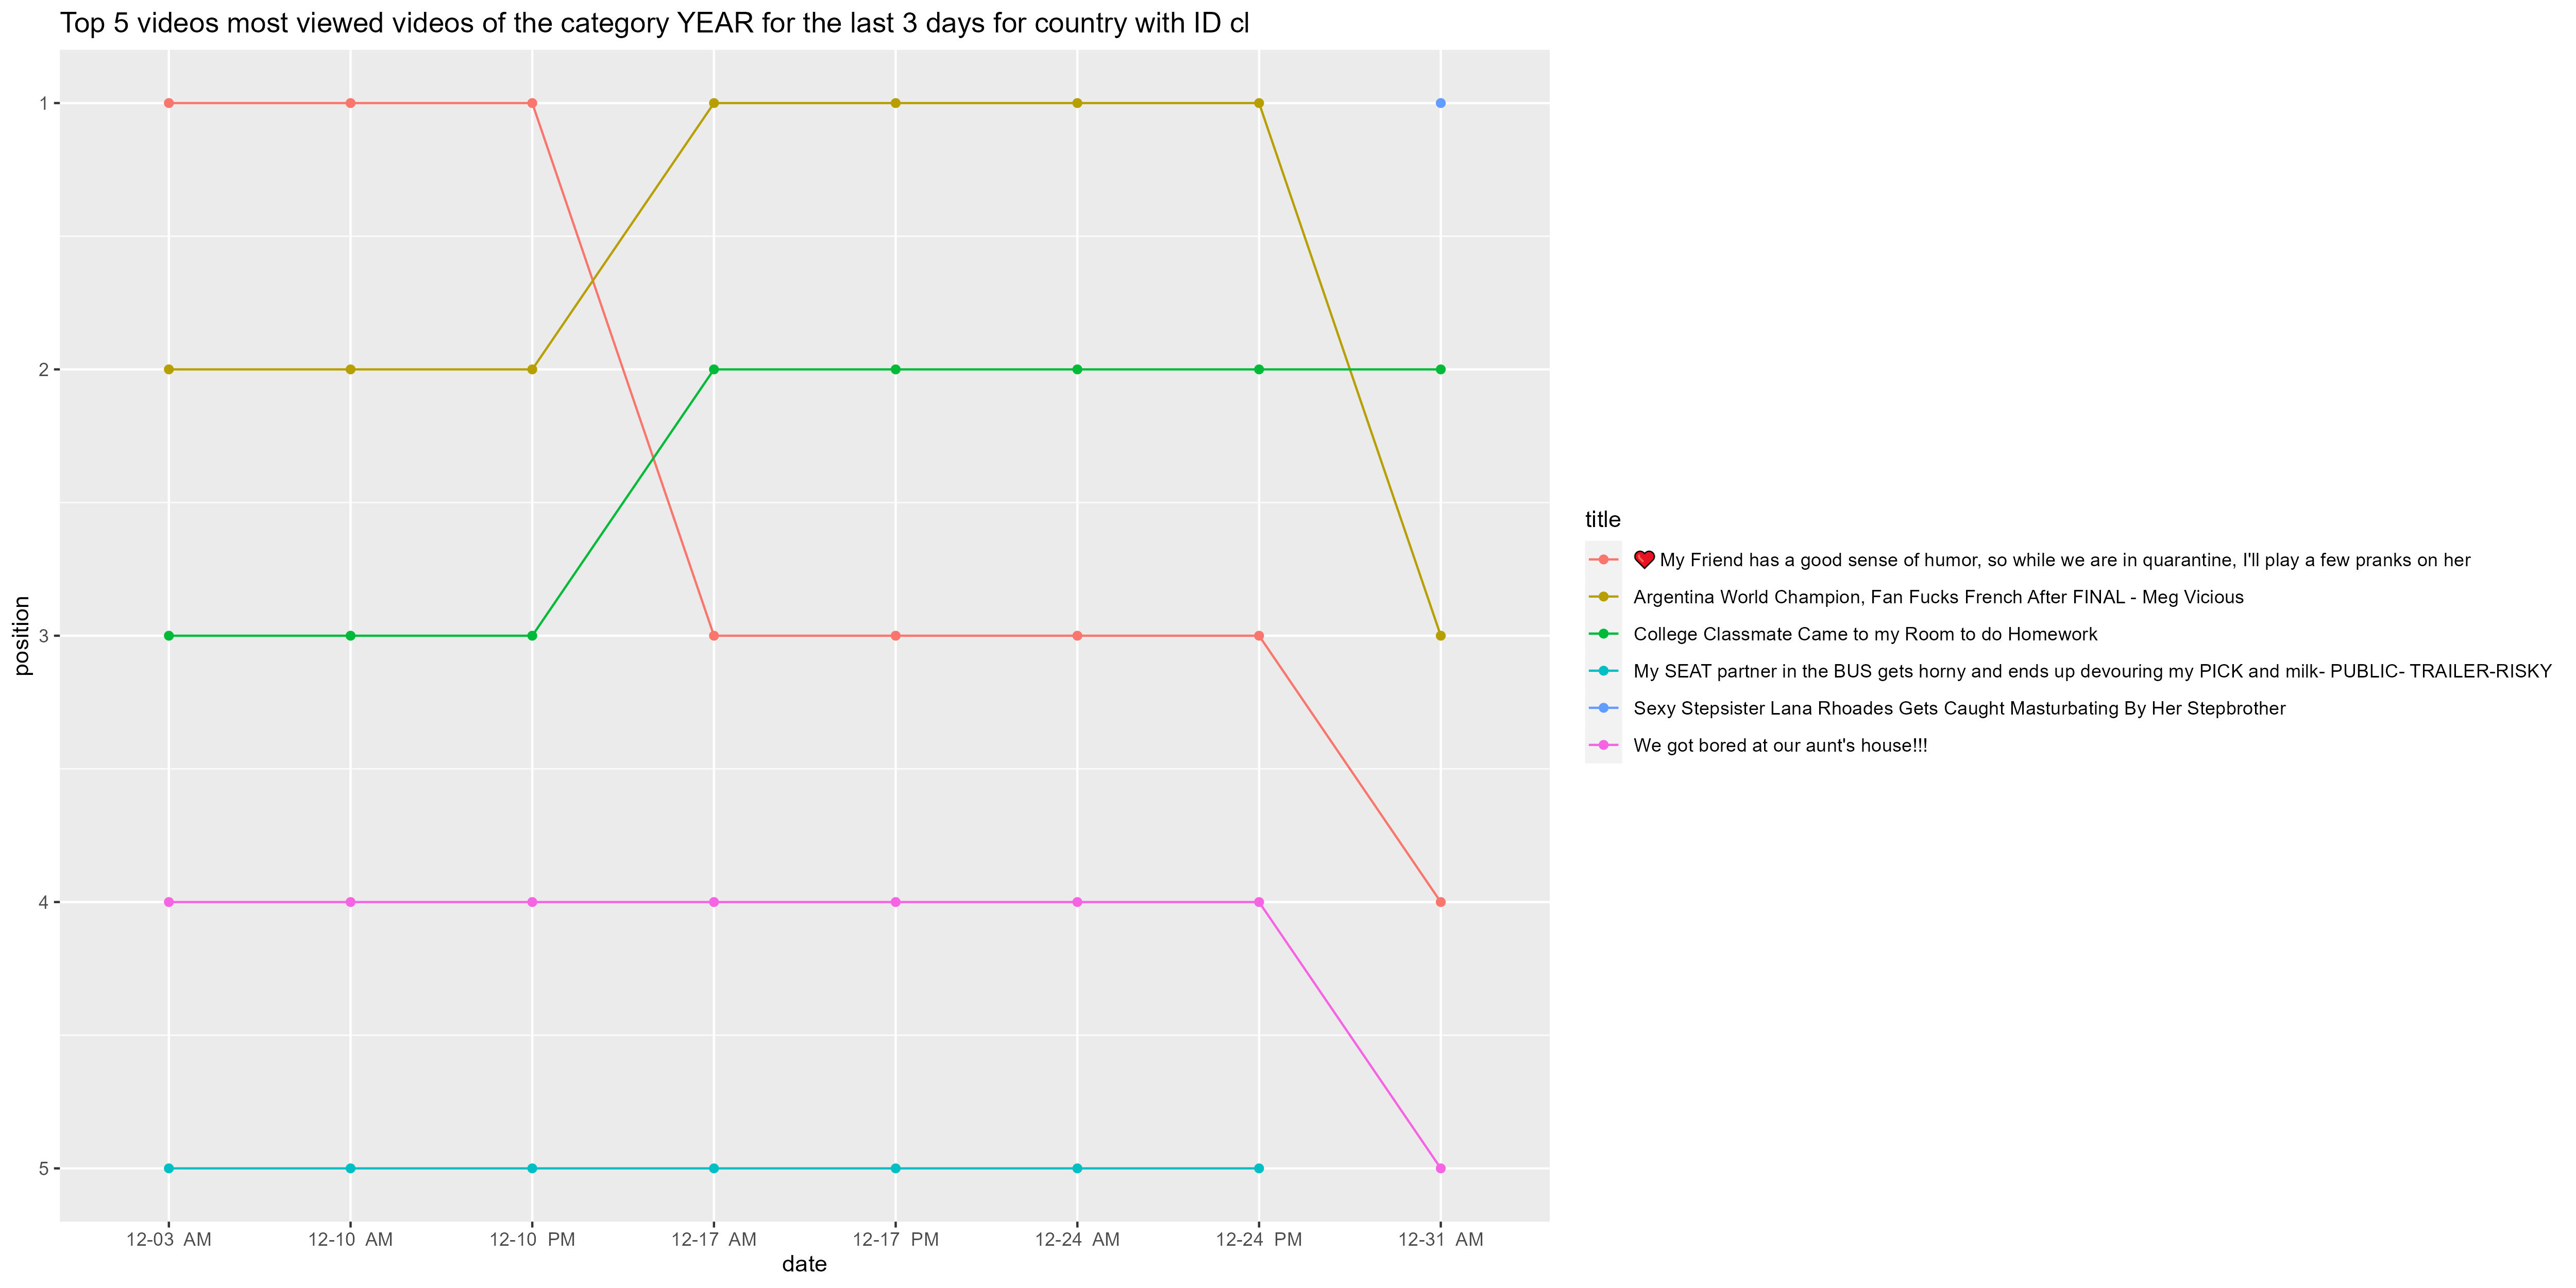 Top 5 videos most viewed videos of the category YEAR for the last 3 days for country with ID cl
position
1
2
3
4
5
12-03 AM
12-10 AM
12-10 PM
12-17 AM
12-17 PM
12-24 AM
12-24 PM
12-31 AM
date
title
❤️ My Friend has a good sense of humor, so while we are in quarantine, I'll play a few pranks on her
Argentina World Champion, Fan Fucks French After FINAL - Meg Vicious
College Classmate Came to my Room to do Homework
My SEAT partner in the BUS gets horny and ends up devouring my PICK and milk- PUBLIC- TRAILER-RISKY
Sexy Stepsister Lana Rhoades Gets Caught Masturbating By Her Stepbrother
We got bored at our aunt's house!!!